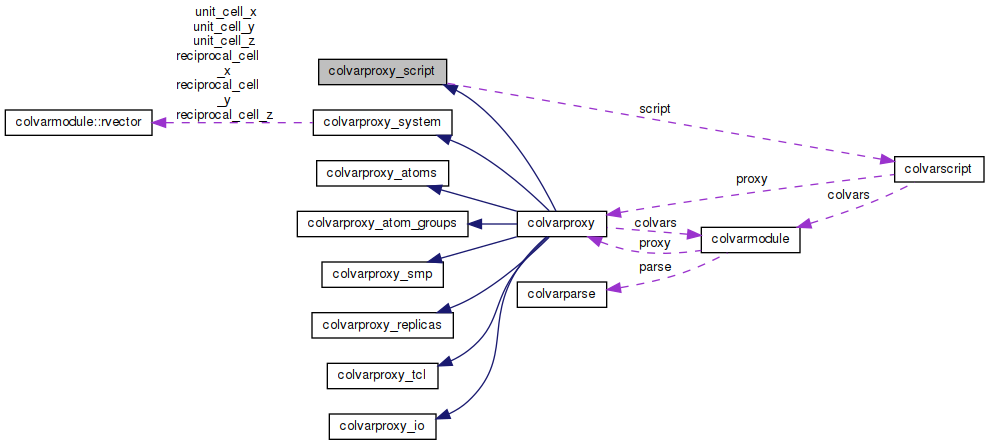 unit_cell_x
unit_cell_y
unit_cell_z
reciprocal_cell
_x
reciprocal_cell
_y
reciprocal_cell_z
colvarproxy_script
script
colvarmodule::rvector
colvarproxy_system
colvarproxy_atoms
colvarscript
proxy
colvars
colvarproxy_atom_groups
colvarproxy
colvars
proxy
colvarmodule
parse
colvarproxy_smp
colvarparse
colvarproxy_replicas
colvarproxy_tcl
colvarproxy_io